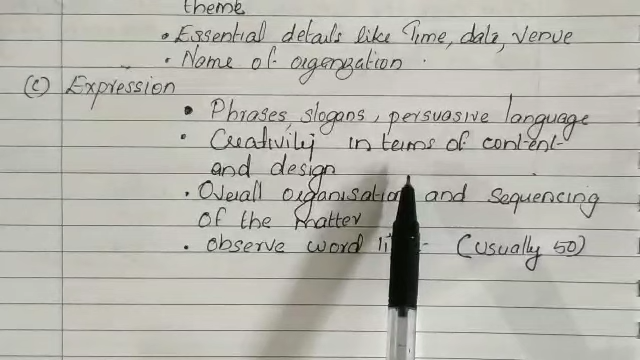 theme
• Essential details like Time, date, Venue
• Name of organization.
(c) Expression
• Phrases, slogans, persuasive language
• Creativity in terms of content
and design
• Overall organisation and sequencing
of the matter
• observe word (usually 50)